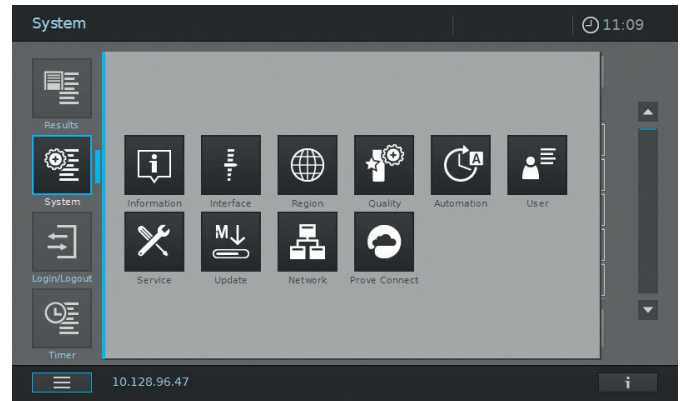 System
11:09
Results
System
Login/Logout
Timer
Information
Interface
Region
Quality
A
Automation
User
Service
M
Update
Network
Prove Connect
10.128.96.47
i